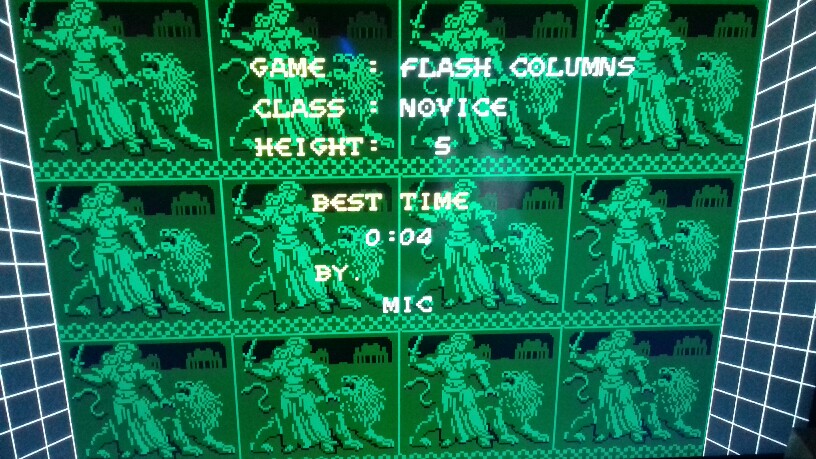 GAME : FLASH COLUMNS
CLASS : NOVICE
HEIGHT: 5
BEST TIME
0:04
BY.
MIC